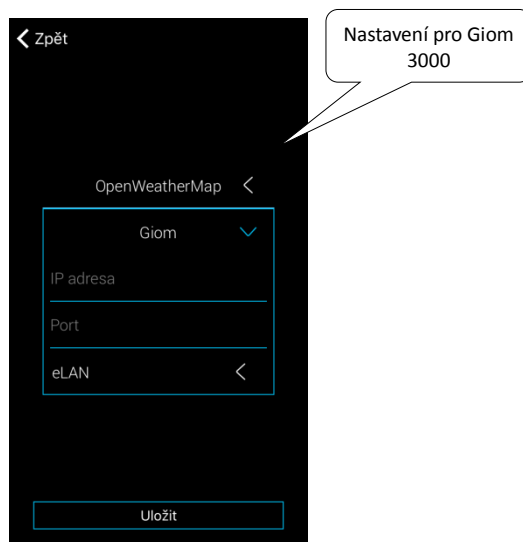 Zpět
Nastavení pro Giom
3000
OpenWeatherMap
Giom
IP adresa
Port
eLAN
Uložit